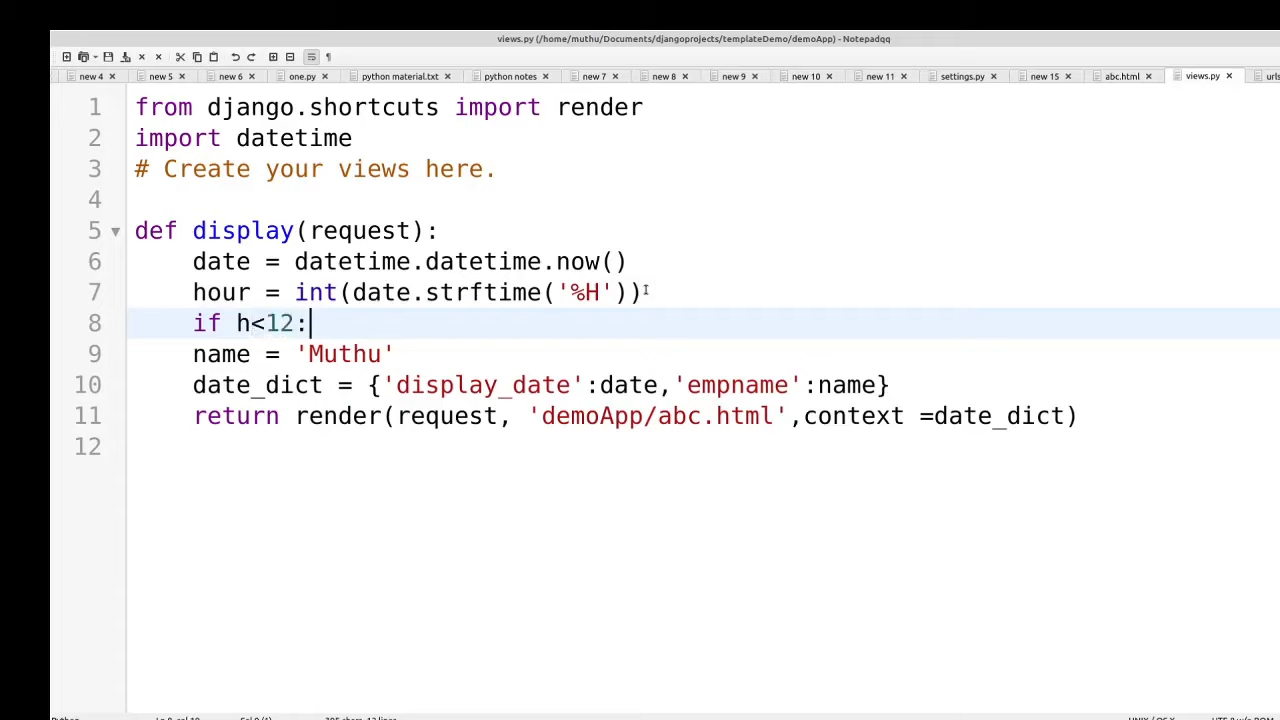 views.py (/home/muthu/Documents/djangoprojects/templateDemo/demoApp) - Notepadqq
new 4 new 5 new 6 one.py python material.txt python notes new 7 new 8 new 9 new 10 new 11 settings.py new 15 abc.html views.py urls
1 from django.shortcuts import render
2 import datetime
3 # Create your views here.
4
5 def display(request):
6 date = datetime.datetime.now()
7 hour = int(date.strftime('%H'))
8 if h<12:
9 name = 'Muthu'
10 date_dict = {'display_date':date,'empname':name}
11 return render(request, 'demoApp/abc.html',context =date_dict)
12